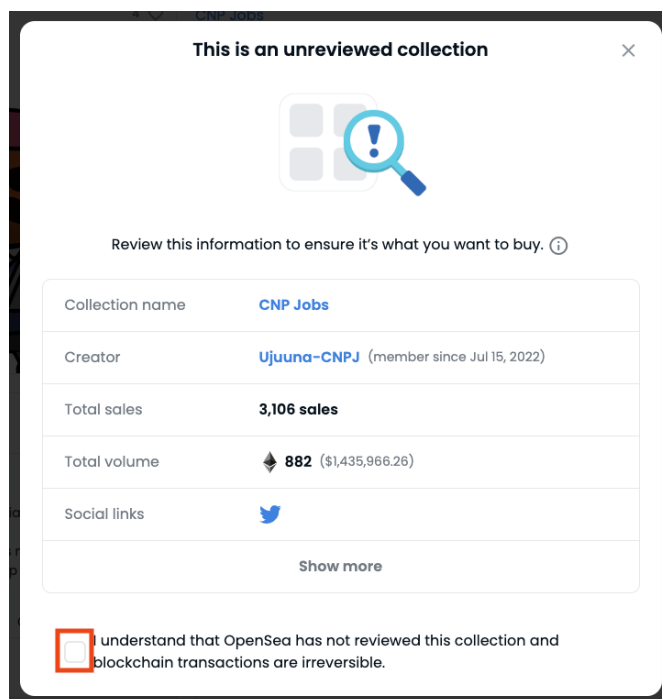 CNP Jobs
This is an unreviewed collection
Review this information to ensure it's what you want to buy.
Collection name CNP Jobs
Creator Ujuuna-CNPJ (member since Jul 15, 2022)
Total sales 3,106 sales
Total volume 882 ($1,435,966.26)
Social links
Show more
I understand that OpenSea has not reviewed this collection and
blockchain transactions are irreversible.